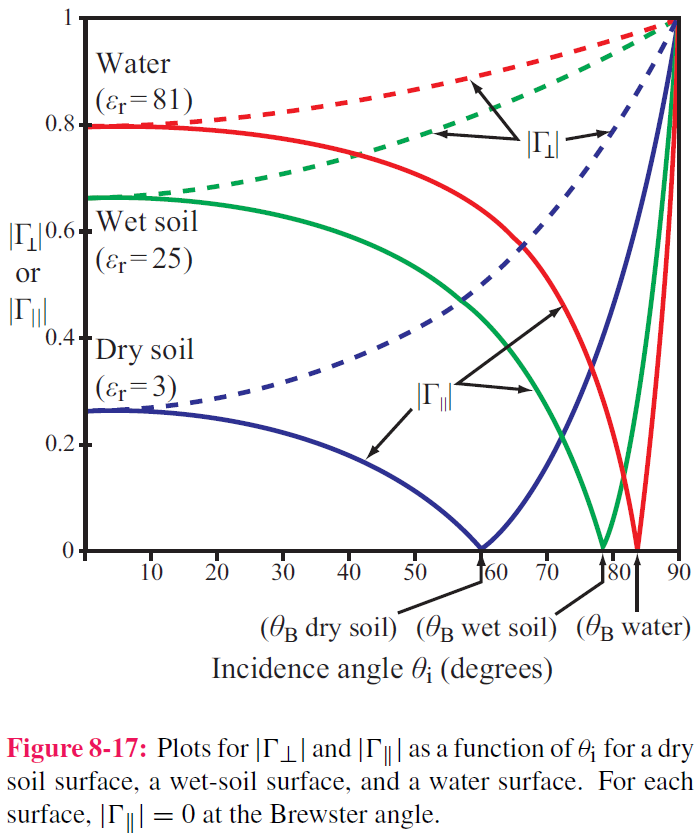 1
Water
(εr=81)
0.8
|Γ⊥|
|Γ⊥|
or
|Γ∥|
0.6
Wet soil
(εr=25)
0.4
Dry soil
(εr=3)
|Γ∥|
0.2
0
10 20 30 40 50 60 70 80 90
(θB dry soil) (θB wet soil) (θB water)
Incidence angle θi (degrees)
Figure 8-17: Plots for |Γ⊥| and |Γ∥| as a function of θi for a dry
soil surface, a wet-soil surface, and a water surface. For each
surface, |Γ∥| = 0 at the Brewster angle.